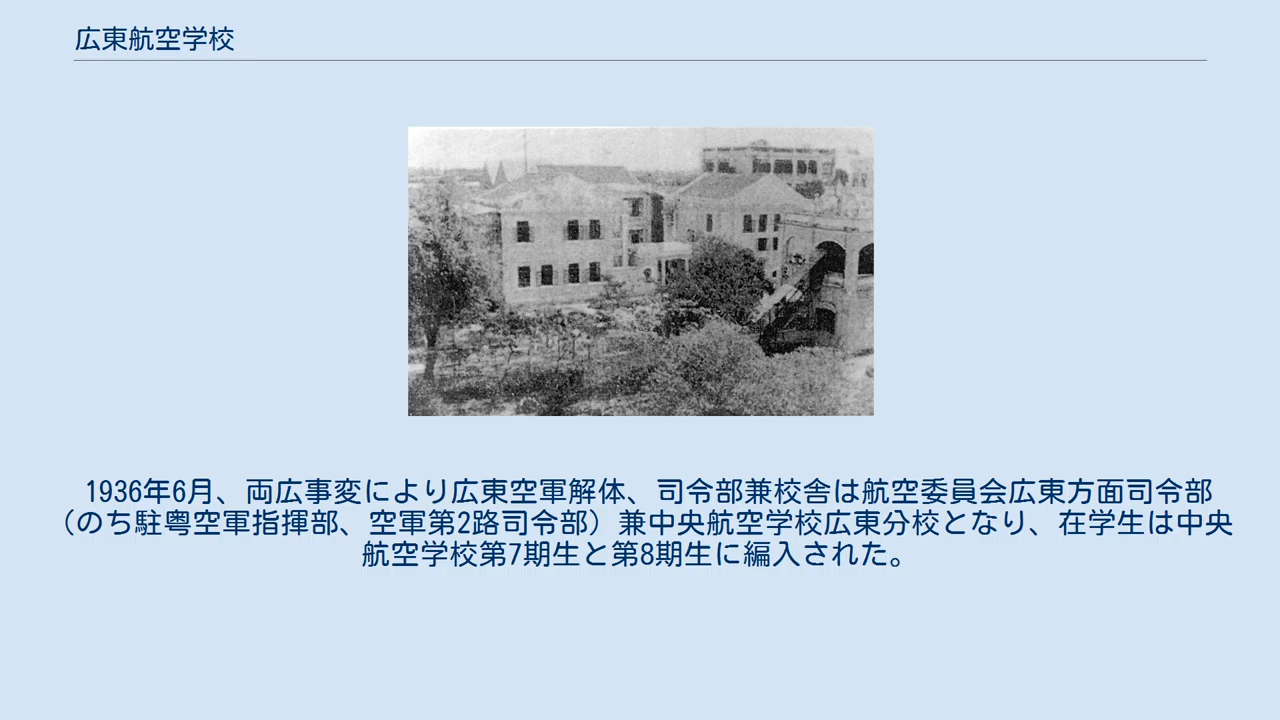 広東航空学校
1936年6月、両広事変により広東空軍解体、司令部兼校舎は航空委員会広東方面司令部
（のち駐粤空軍指揮部、空軍第2路司令部）兼中央航空学校広東分校となり、在学生は中央
航空学校第7期生と第8期生に編入された。